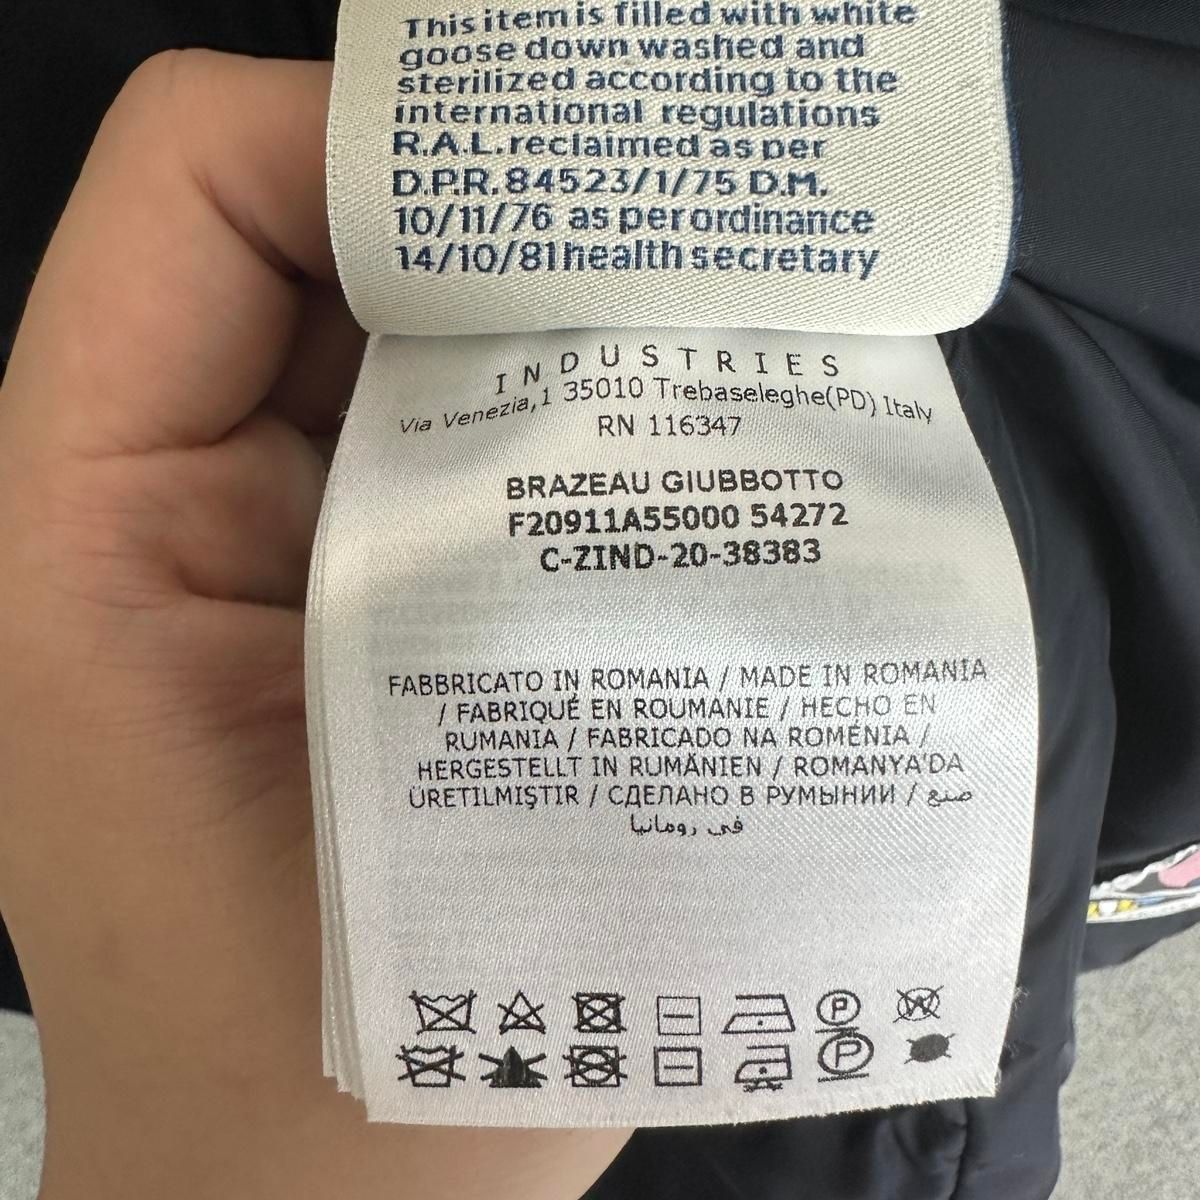 This item is filled with white
goose down washed and
sterilized according to the
international regulations
R.A.L. reclaimed as per
D.P.R. 84523/1/75 D.M.
10/11/76 as per ordinance
14/10/81 health secretary
INDUSTRIES
Via Venezia,1 35010 Trebaseleghe(PD) Italy
RN 116347
BRAZEAU GIUBBOTTO
F20911A55000 54272
C-ZIND-20-38383
FABBRICATO IN ROMANIA / MADE IN ROMANIA
/ FABRIQUÉ EN ROUMANIE / HECHO EN
RUMANIA / FABRICADO NA ROMÉNIA /
HERGESTELLT IN RUMÄNIEN / ROMANYA'DA
ÜRETILMIŞTIR / СДЕЛАНО В РУМЫНИИ / صنع
في رومانيا
P W
P